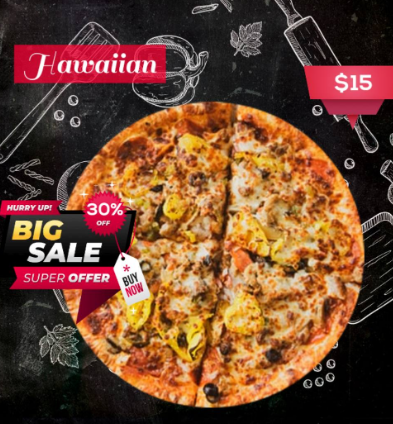 Hawaiian
$15
HURRY UP!
30%
OFF
BIG
SALE
SUPER OFFER
* BUY
NOW